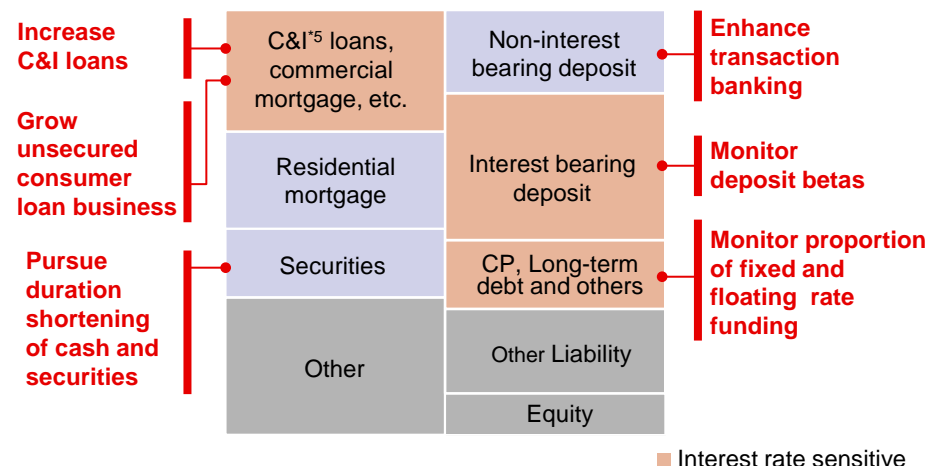 Increase
C&I loans
Grow
unsecured
consumer
loan business
Pursue
duration
shortening
of cash and
securities
C&I*5 loans,
commercial
mortgage, etc.
Residential
mortgage
Securities
Other
Non-interest
bearing deposit
Interest bearing
deposit
CP, Long-term
debt and others
Other Liability
Equity
Enhance
transaction
banking
Monitor
deposit betas
Monitor proportion
of fixed and
floating rate
funding
Interest rate sensitive